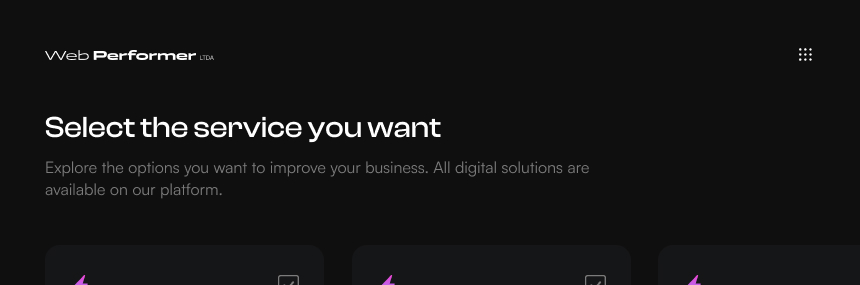 Web Performer LTDA
Select the service you want
Explore the options you want to improve your business. All digital solutions are
available on our platform.